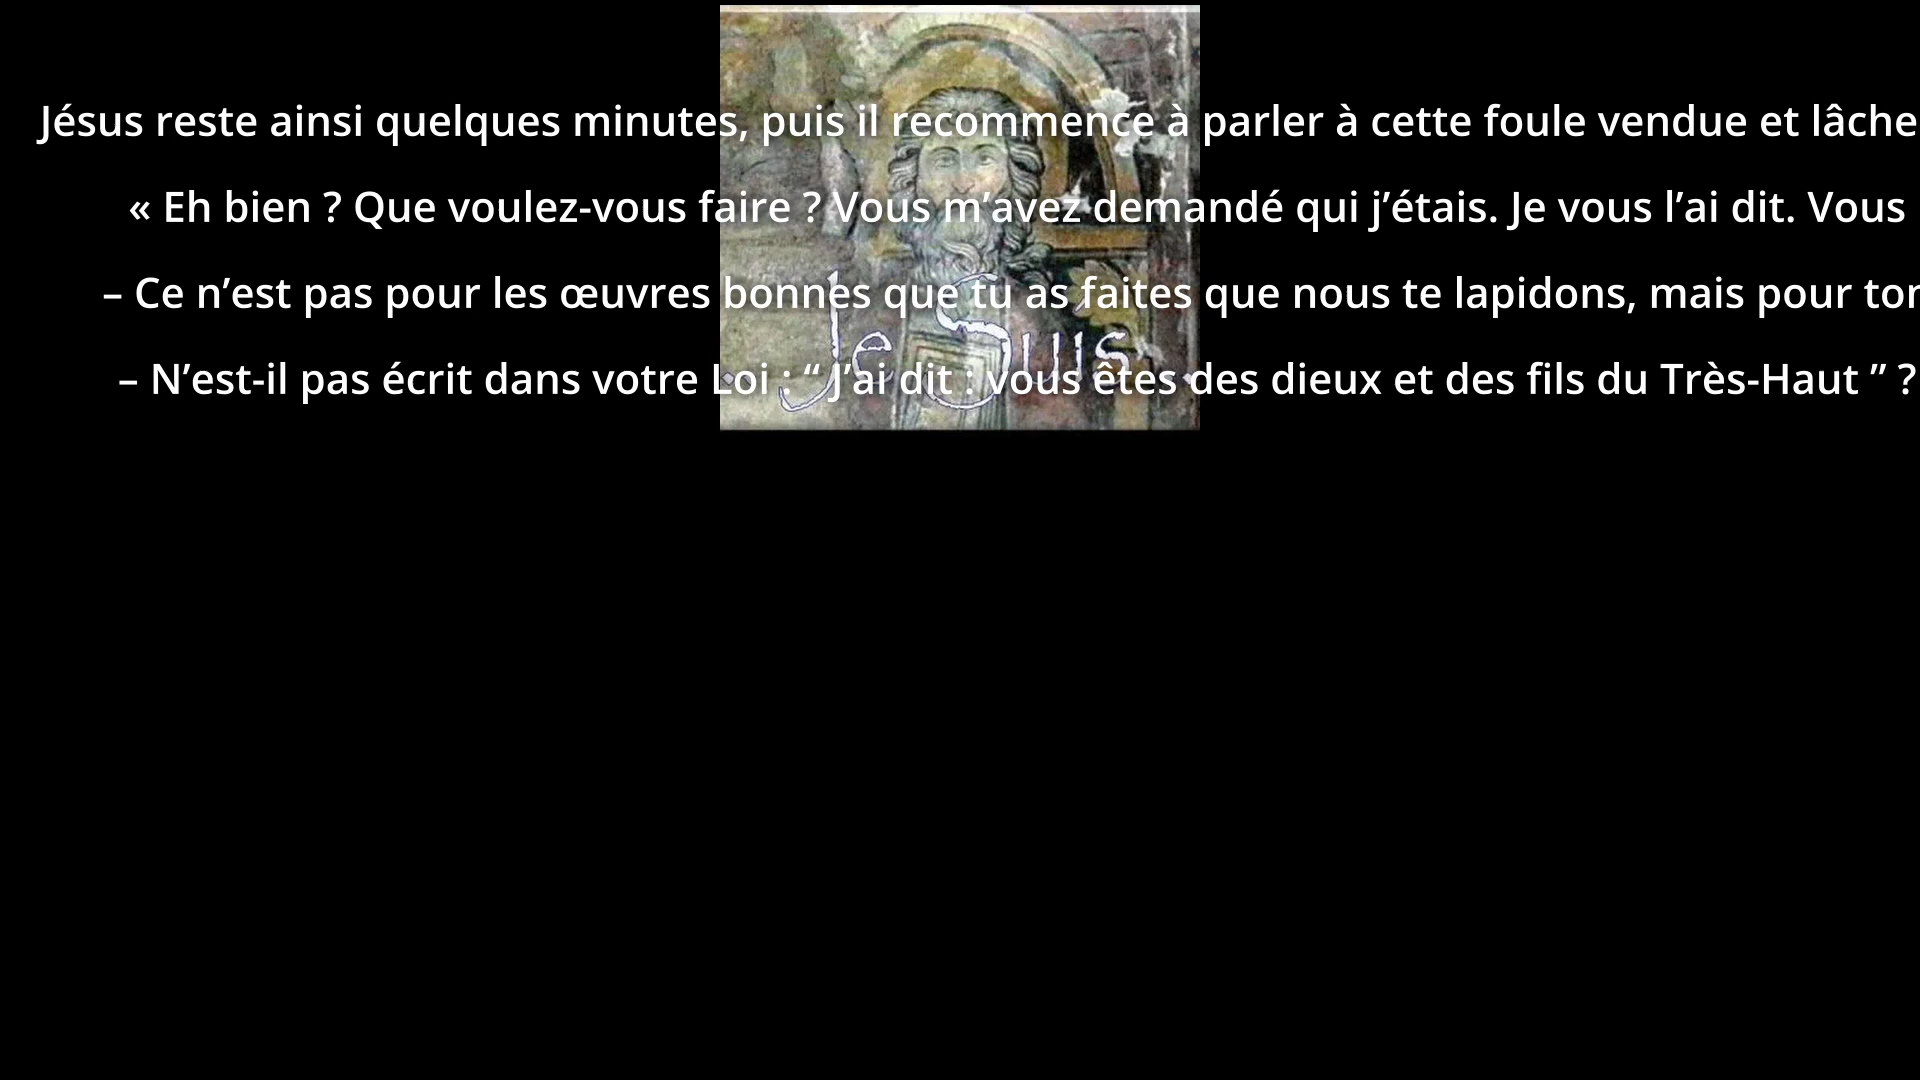 Jésus reste ainsi quelques minutes, puis il recommence à parler à cette foule vendue et lâche
« Eh bien ? Que voulez-vous faire ? Vous m’avez demandé qui j’étais. Je vous l’ai dit. Vous
– Ce n’est pas pour les œuvres bonnes que tu as faites que nous te lapidons, mais pour
Je Suis
– N’est-il pas écrit dans votre Loi : “ J’ai dit : vous êtes des dieux et des fils du Très-Haut ” ?